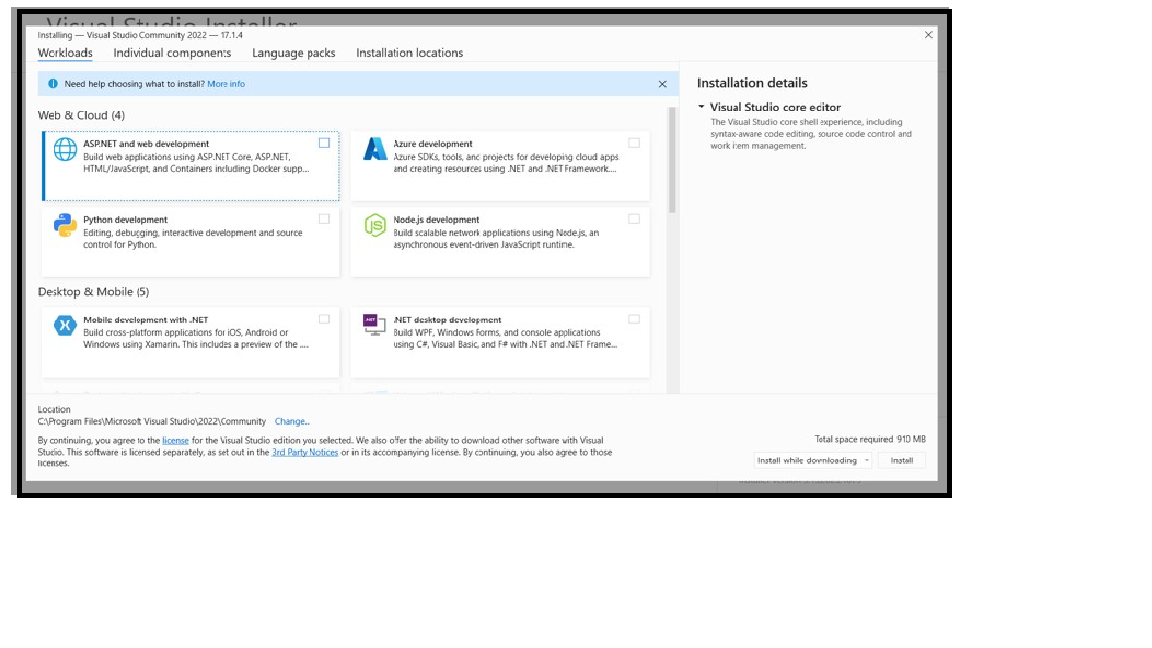 Visual Studio Installer
Installing — Visual Studio Community 2022 — 17.1.4
Workloads Individual components Language packs Installation locations
Need help choosing what to install? More info
Web & Cloud (4)
ASP.NET and web development
Build web applications using ASP.NET Core, ASP.NET,
HTML/JavaScript, and Containers including Docker supp...
Azure development
Azure SDKs, tools, and projects for developing cloud apps
and creating resources using .NET and .NET Framework....
Python development
Editing, debugging, interactive development and source
control for Python.
Node.js development
Build scalable network applications using Node.js, an
asynchronous event-driven JavaScript runtime.
Desktop & Mobile (5)
Mobile development with .NET
Build cross-platform applications for iOS, Android or
Windows using Xamarin. This includes a preview of the ....
.NET desktop development
Build WPF, Windows Forms, and console applications
using C#, Visual Basic, and F# with .NET and .NET Frame...
Installation details
Visual Studio core editor
The Visual Studio core shell experience, including
syntax-aware code editing, source code control and
work item management.
Location
C:\Program Files\Microsoft Visual Studio\2022\Community Change...
By continuing, you agree to the license for the Visual Studio edition you selected. We also offer the ability to download other software with Visual
Studio. This software is licensed separately, as set out in the 3rd Party Notices or in its accompanying license. By continuing, you also agree to those
licenses.
Total space required 910 MB
Install while downloading Install